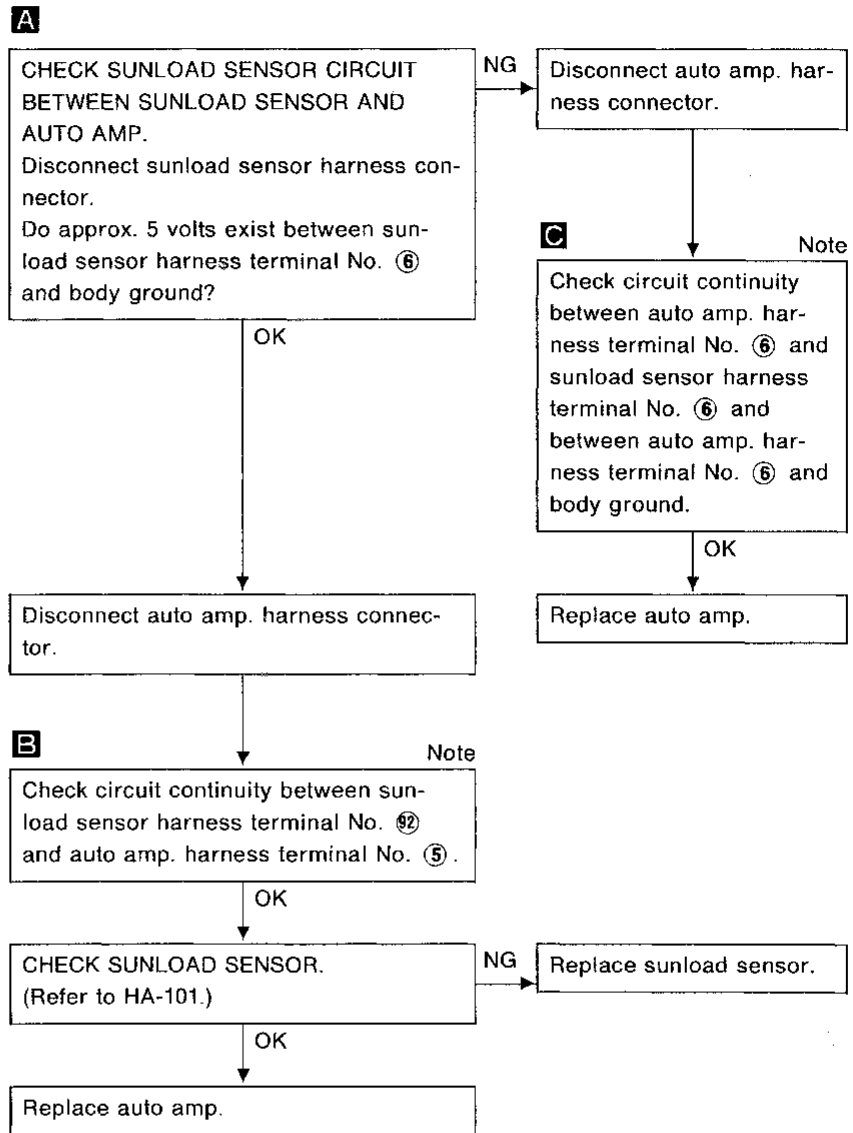 A
CHECK SUNLOAD SENSOR CIRCUIT
BETWEEN SUNLOAD SENSOR AND
AUTO AMP.
Disconnect sunload sensor harness con-
nector.
Do approx. 5 volts exist between sun-
load sensor harness terminal No. ⑥
and body ground?
NG
Disconnect auto amp. har-
ness connector.
OK
C
Note
Check circuit continuity
between auto amp. har-
ness terminal No. ⑥ and
sunload sensor harness
terminal No. ⑥ and
between auto amp. har-
ness terminal No. ⑥ and
body ground.
OK
Replace auto amp.
Disconnect auto amp. harness connec-
tor.
B
Note
Check circuit continuity between sun-
load sensor harness terminal No. 92
and auto amp. harness terminal No. ⑤.
OK
CHECK SUNLOAD SENSOR.
(Refer to HA-101.)
NG
Replace sunload sensor.
OK
Replace auto amp.